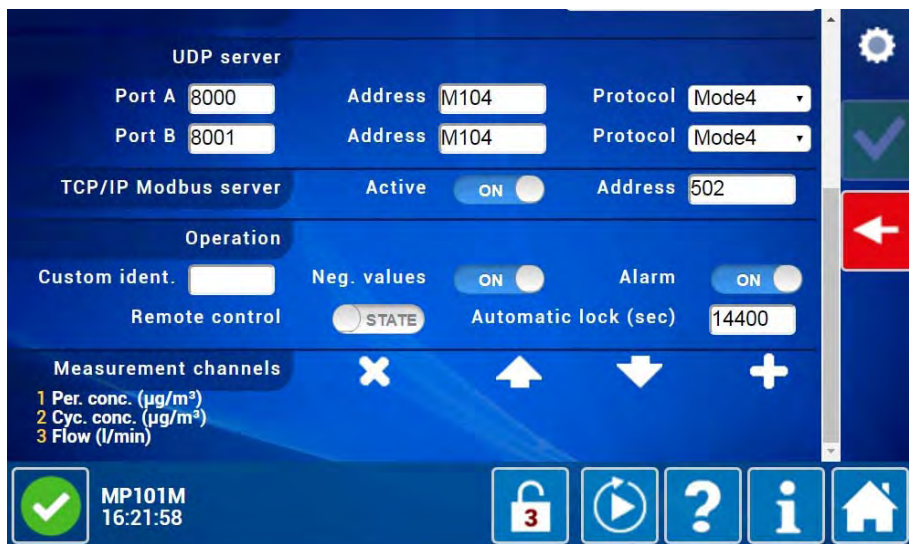 UDP server
Port A 8000 Address M104 Protocol Mode4
Port B 8001 Address M104 Protocol Mode4
TCP/IP Modbus server Active ON Address 502
Operation
Custom ident. Neg. values ON Alarm ON
Remote control STATE Automatic lock (sec) 14400
Measurement channels
1 Per. conc. (µg/m³)
2 Cyc. conc. (µg/m³)
3 Flow (l/min)
MP101M
16:21:58
3 ? i